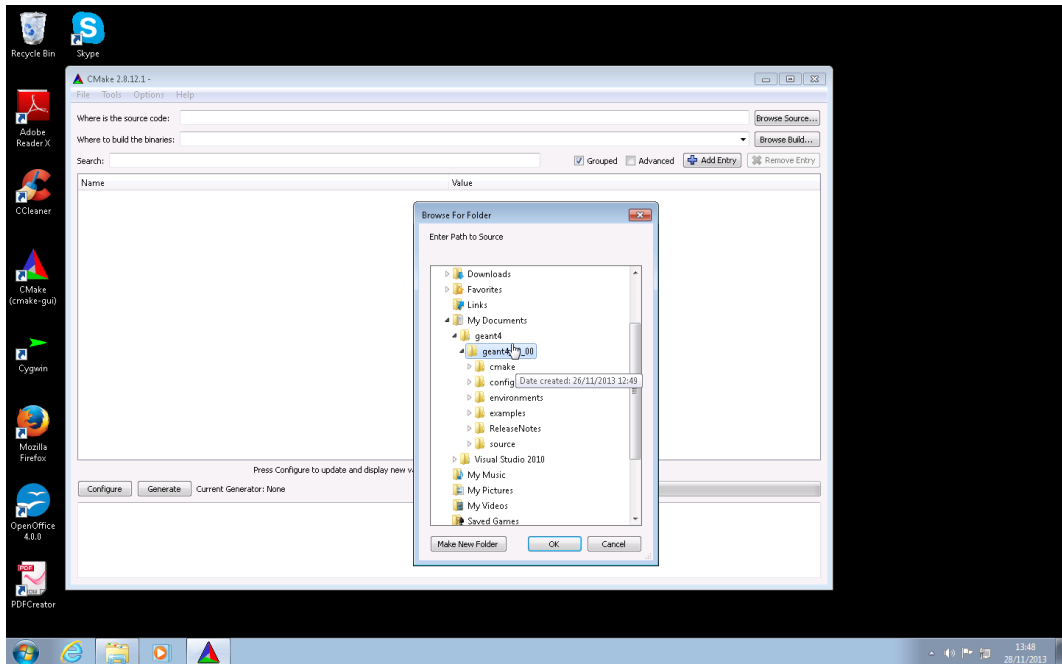 Recycle Bin
Skype
Adobe
Reader X
CCleaner
CMake
(cmake-gui)
Cygwin
Mozilla
Firefox
OpenOffice
4.0.0
PDF
PDFCreator
CMake 2.8.12.1 -
File Tools Options Help
Where is the source code:
Browse Source...
Where to build the binaries:
Browse Build...
Search:
Grouped
Advanced
Add Entry
Remove Entry
Name Value
Browse For Folder
Enter Path to Source
Downloads
Favorites
Links
My Documents
geant4
_00
cmake
config
Date created: 26/11/2013 12:49
environments
examples
ReleaseNotes
source
Visual Studio 2010
My Music
My Pictures
My Videos
Saved Games
Make New Folder
OK
Cancel
Press Configure to update and display new v
Configure
Generate
Current Generator: None
13:48
28/11/2013